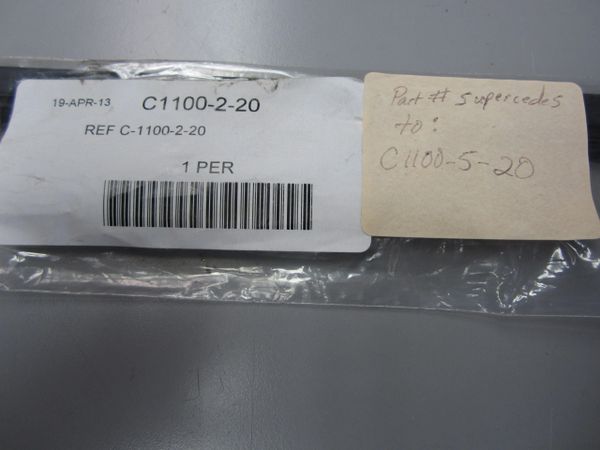 19-APR-13 C1100-2-20
REF C-1100-2-20
1 PER
Part # supercedes
to:
C1100-5-20